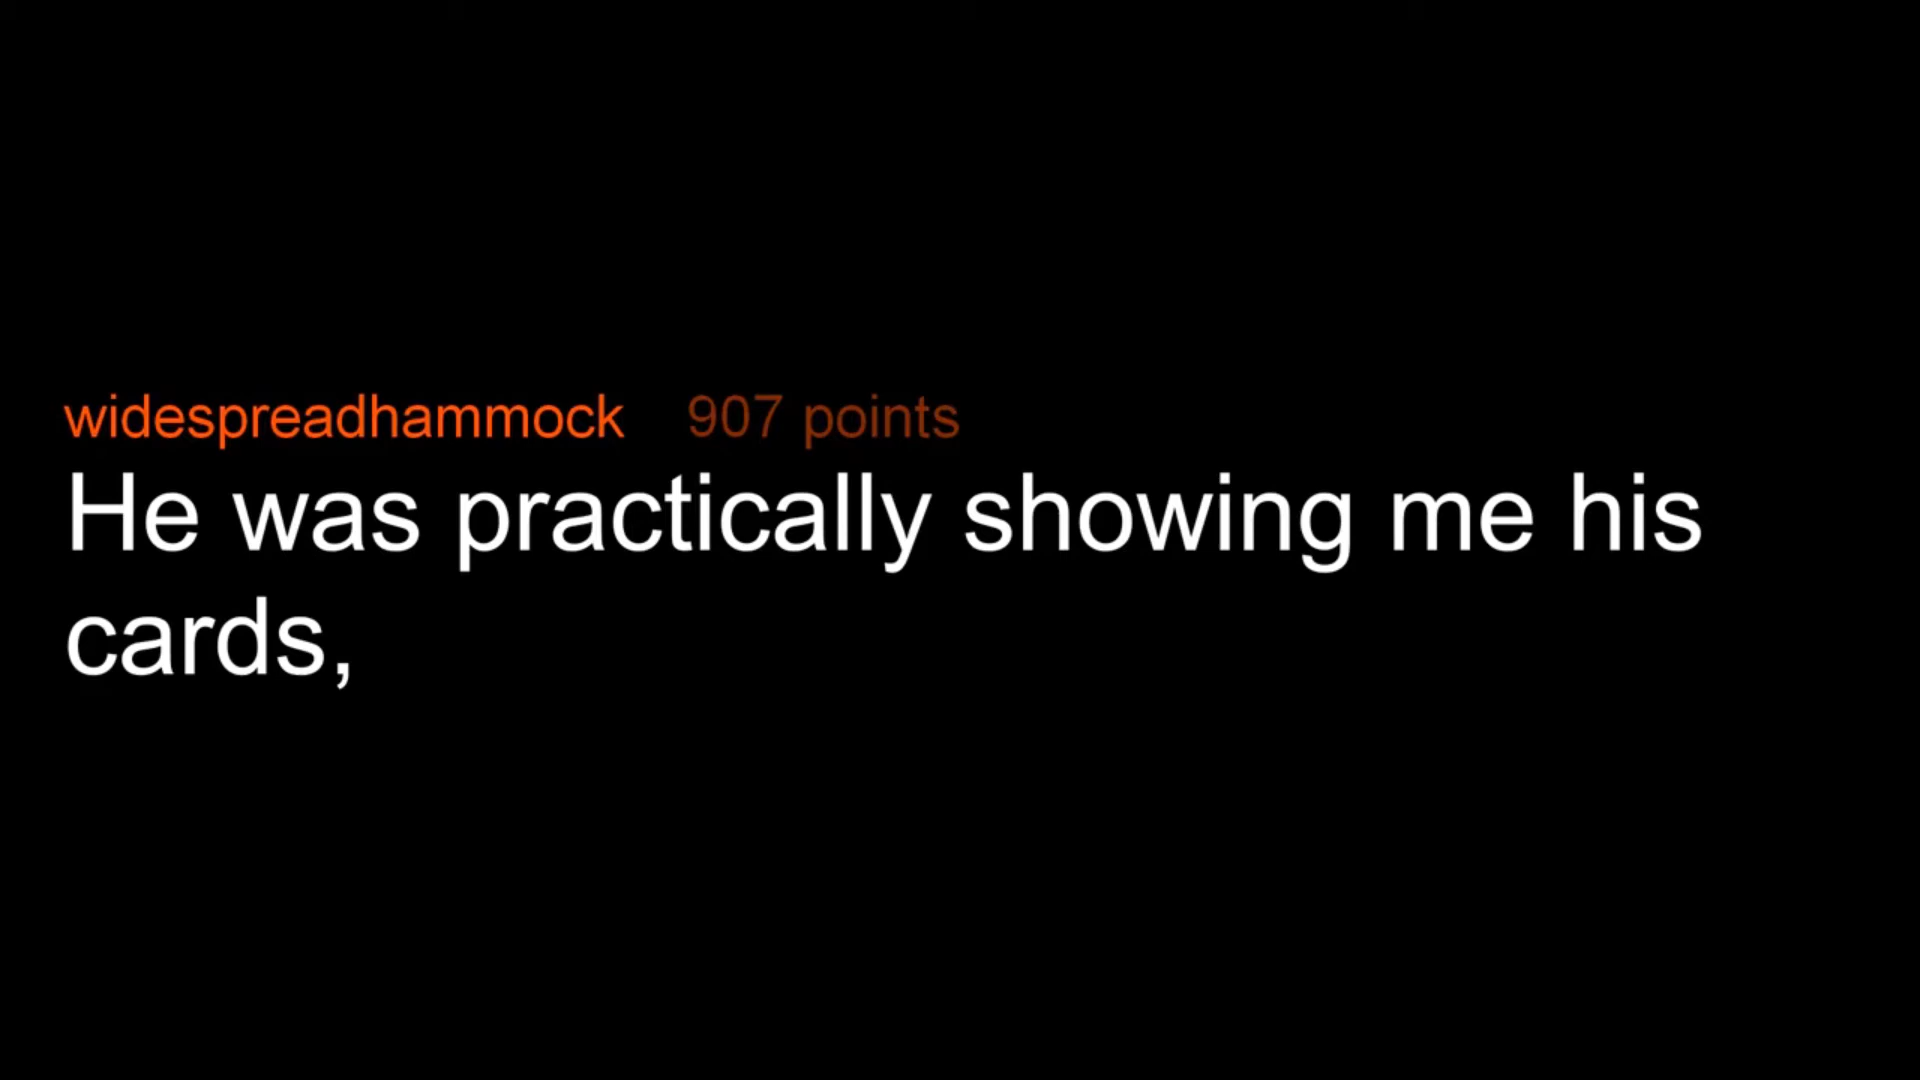 widespreadhammock 907 points
He was practically showing me his
cards,